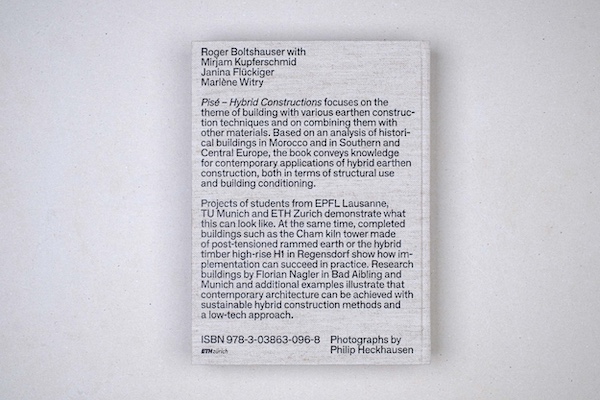 Roger Boltshauser with
Mirjam Kupferschmid
Janina Flückiger
Marlène Witry
Pisé – Hybrid Constructions focuses on the
theme of building with various earthen construc-
tion techniques and on combining them with
other materials. Based on an analysis of histori-
cal buildings in Morocco and in Southern and
Central Europe, the book conveys knowledge
for contemporary applications of hybrid earthen
construction, both in terms of structural use
and building conditioning.
Projects of students from EPFL Lausanne,
TU Munich and ETH Zurich demonstrate what
this can look like. At the same time, completed
buildings such as the Cham kiln tower made
of post-tensioned rammed earth or the hybrid
timber high-rise H1 in Regensdorf show how im-
plementation can succeed in practice. Research
buildings by Florian Nagler in Bad Aibling and
Munich and additional examples illustrate that
contemporary architecture can be achieved with
sustainable hybrid construction methods and
a low-tech approach.
ISBN 978-3-03863-096-8 Photographs by
ETH zürich Philip Heckhausen